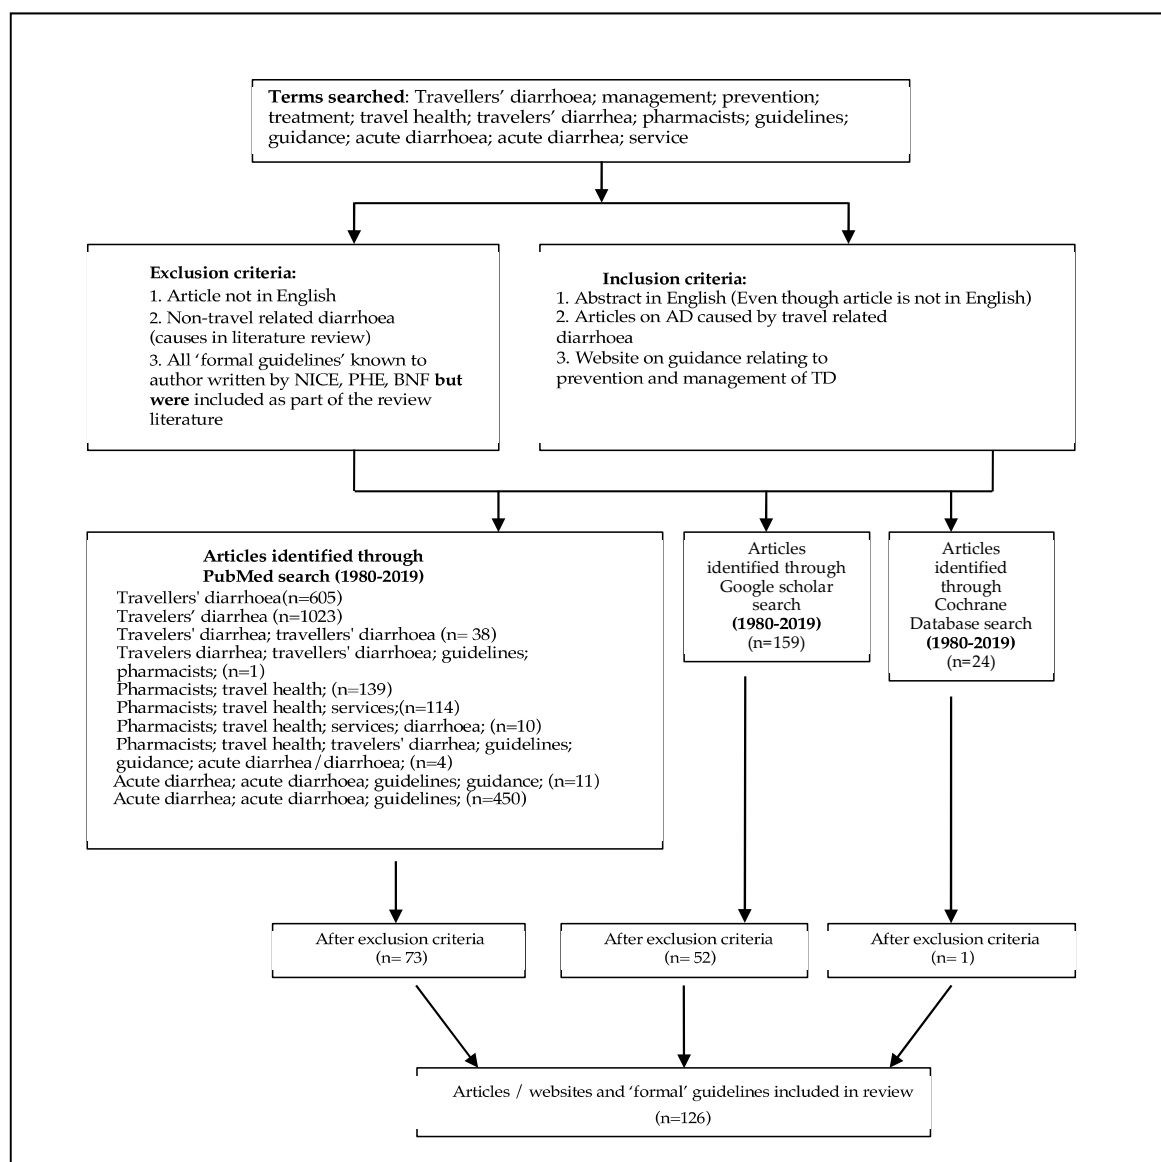 Terms searched: Travellers’ diarrhoea; management; prevention;
treatment; travel health; travelers’ diarrhea; pharmacists; guidelines;
guidance; acute diarrhoea; acute diarrhea; service
Exclusion criteria:
1. Article not in English
2. Non-travel related diarrhoea
(causes in literature review)
3. All ‘formal guidelines’ known to
author written by NICE, PHE, BNF but
were included as part of the review
literature
Inclusion criteria:
1. Abstract in English (Even though article is not in English)
2. Articles on AD caused by travel related
diarrhoea
3. Website on guidance relating to
prevention and management of TD
Articles identified through
PubMed search (1980-2019)
Travellers' diarrhoea(n=605)
Travelers’ diarrhea (n=1023)
Travelers' diarrhea; travellers' diarrhoea (n= 38)
Travelers diarrhea; travellers' diarrhoea; guidelines;
pharmacists; (n=1)
Pharmacists; travel health; (n=139)
Pharmacists; travel health; services;(n=114)
Pharmacists; travel health; services; diarrhoea; (n=10)
Pharmacists; travel health; travelers' diarrhea; guidelines;
guidance; acute diarrhea/diarrhoea; (n=4)
Acute diarrhea; acute diarrhoea; guidelines; guidance; (n=11)
Acute diarrhea; acute diarrhoea; guidelines; (n=450)
Articles
identified through
Google scholar
search
(1980-2019)
(n=159)
Articles
identified
through
Cochrane
Database search
(1980-2019)
(n=24)
After exclusion criteria
(n= 73)
After exclusion criteria
(n= 52)
After exclusion criteria
(n= 1)
Articles / websites and ‘formal’ guidelines included in review
(n=126)